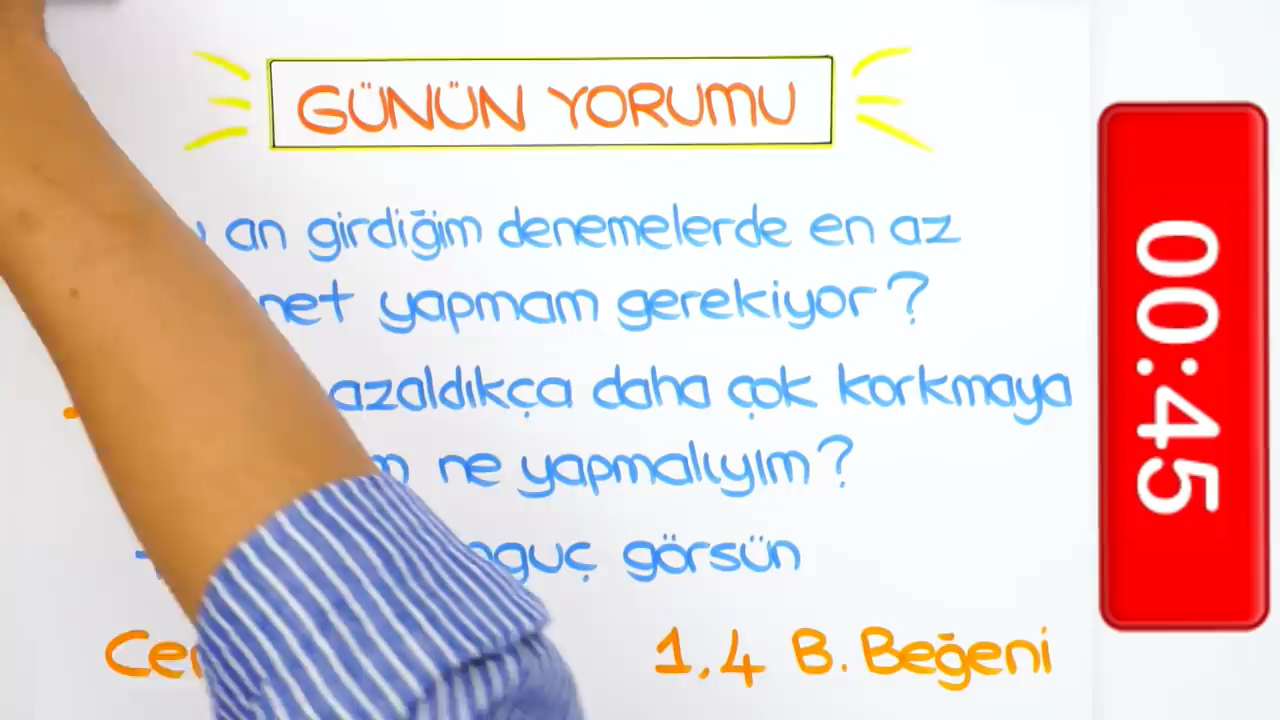 GÜNÜN YORUMU
an girdiğim denemelerde en az
net yapmam gerekiyor?
azaldıkça daha çok korkmaya
ne yapmalıyım?
görsün
1,4 B. Beğeni
00:45